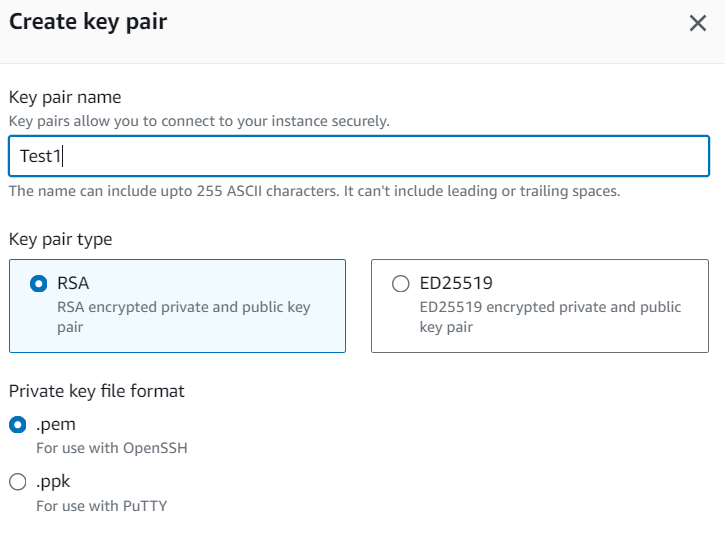 Create key pair
Key pair name
Key pairs allow you to connect to your instance securely.
Test1
The name can include upto 255 ASCII characters. It can't include leading or trailing spaces.
Key pair type
RSA
RSA encrypted private and public key
pair
ED25519
ED25519 encrypted private and public
key pair
Private key file format
.pem
For use with OpenSSH
.ppk
For use with PuTTY